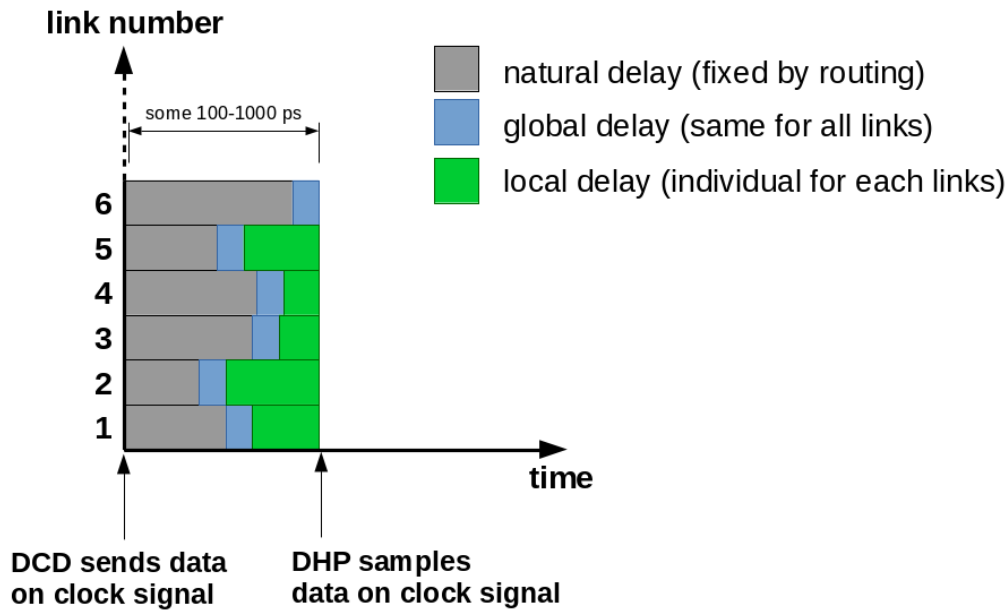 link number
some 100-1000 ps
natural delay (fixed by routing)
global delay (same for all links)
local delay (individual for each links)
6
5
4
3
2
1
time
DCD sends data
on clock signal
DHP samples
data on clock signal